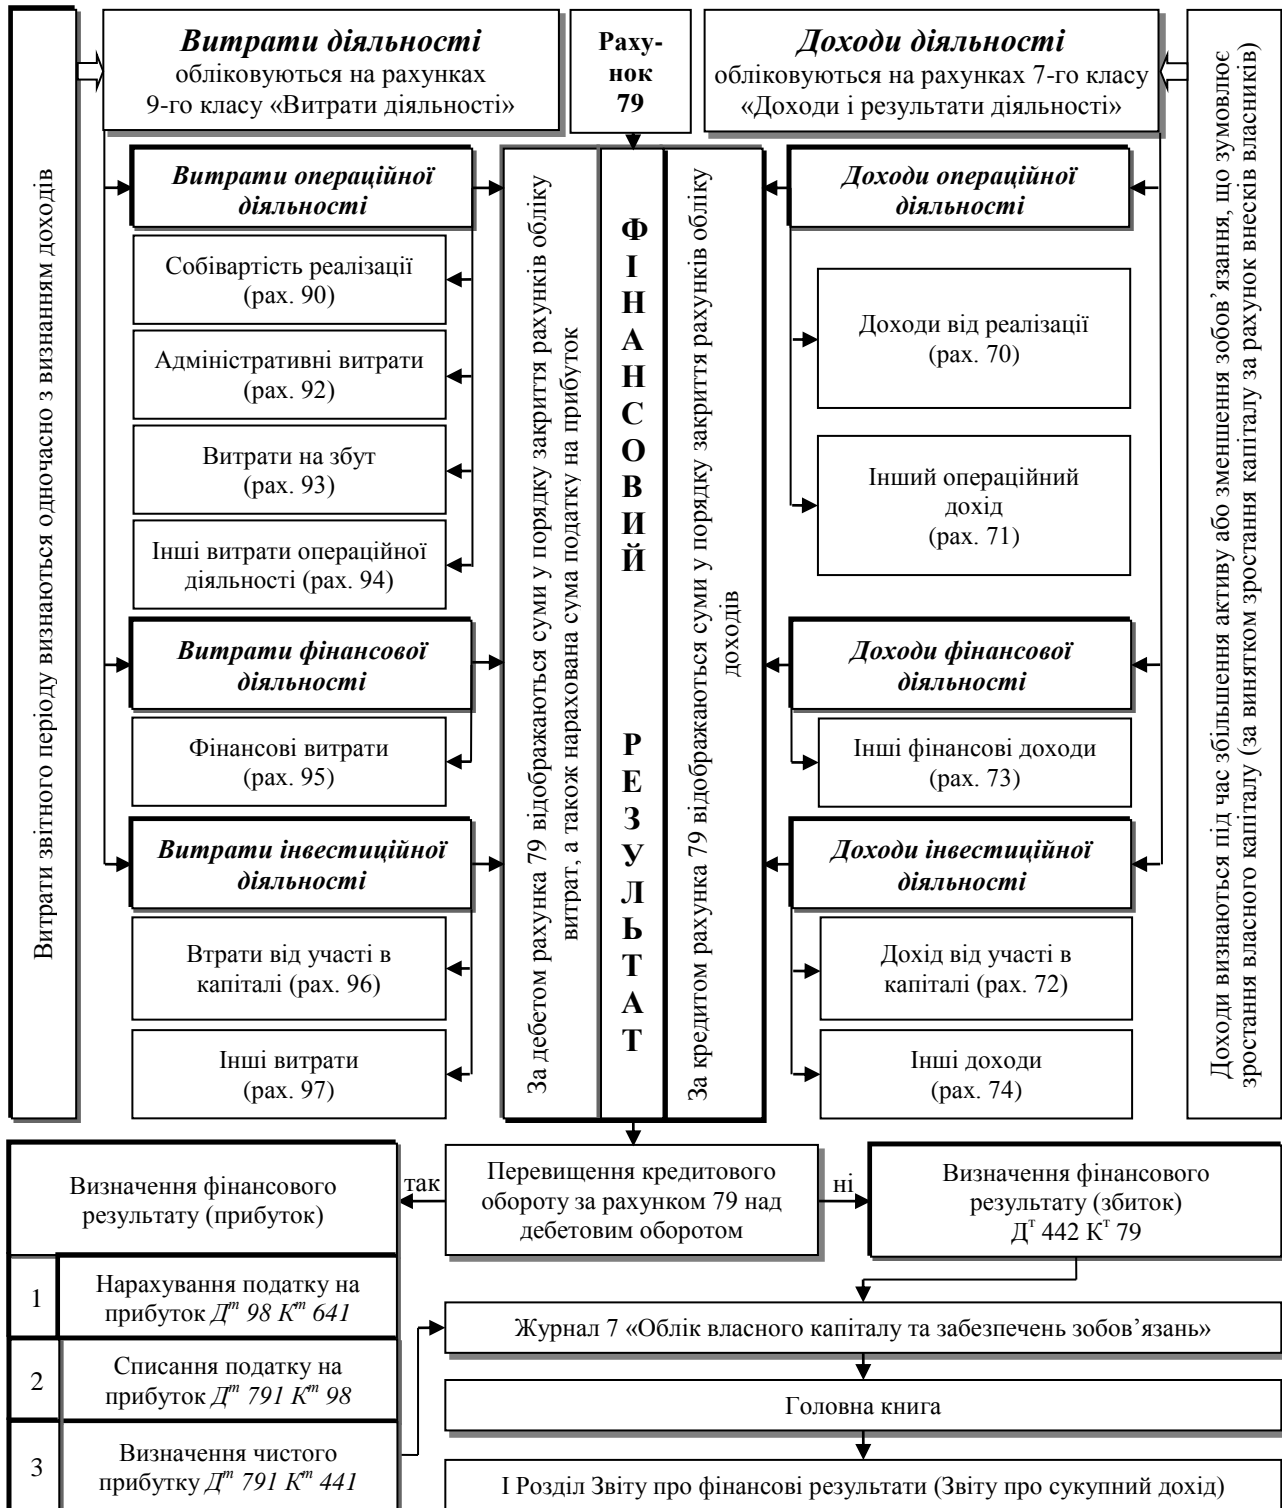 Витрати звітного періоду визнаються одночасно з визнанням доходів
Витрати діяльності
обліковуються на рахунках
9-го класу «Витрати діяльності»
Раху-
нок
79
Доходи діяльності
обліковуються на рахунках 7-го класу
«Доходи і результати діяльності»
Доходи визнаються під час збільшення активу або зменшення зобов’язання, що зумовлює
зростання власного капіталу (за винятком зростання капіталу за рахунок внесків власників)
Витрати операційної
діяльності
Собівартість реалізації
(рах. 90)
Адміністративні витрати
(рах. 92)
Витрати на збут
(рах. 93)
Інші витрати операційної
діяльності (рах. 94)
Витрати фінансової
діяльності
Фінансові витрати
(рах. 95)
Витрати інвестиційної
діяльності
Втрати від участі в
капіталі (рах. 96)
Інші витрати
(рах. 97)
За дебетом рахунка 79 відображаються суми у порядку закриття рахунків обліку
витрат, а також нарахована сума податку на прибуток
ФІНАНСОВИЙ РЕЗУЛЬТАТ
За кредитом рахунка 79 відображаються суми у порядку закриття рахунків обліку
доходів
Доходи операційної
діяльності
Доходи від реалізації
(рах. 70)
Інший операційний
дохід
(рах. 71)
Доходи фінансової
діяльності
Інші фінансові доходи
(рах. 73)
Доходи інвестиційної
діяльності
Дохід від участі в
капіталі (рах. 72)
Інші доходи
(рах. 74)
Визначення фінансового
результату (прибуток)
так
Перевищення кредитового
обороту за рахунком 79 над
дебетовим оборотом
ні
Визначення фінансового
результату (збиток)
Дт 442 Кт 79
1
Нарахування податку на
прибуток Дт 98 Кт 641
2
Списання податку на
прибуток Дт 791 Кт 98
3
Визначення чистого
прибутку Дт 791 Кт 441
Журнал 7 «Облік власного капіталу та забезпечень зобов’язань»
Головна книга
І Розділ Звіту про фінансові результати (Звіту про сукупний дохід)